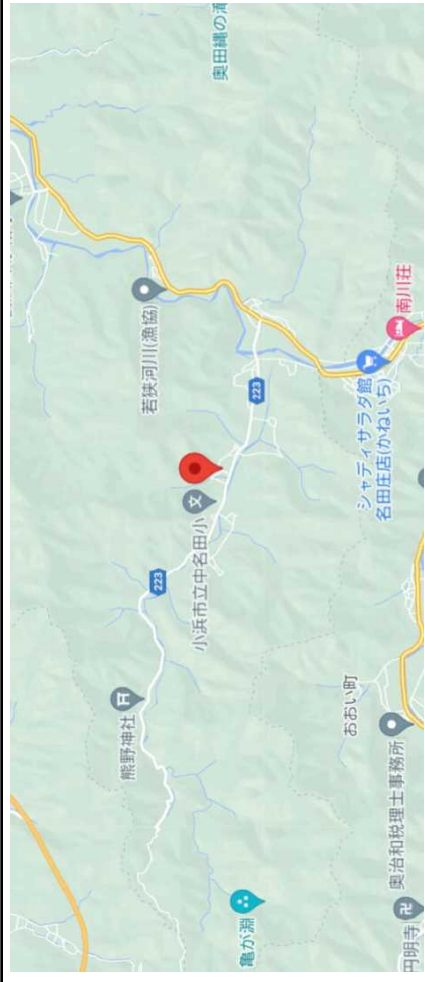 奥田縄の滝
若狭河川(漁協)
223
南川荘
シャディサラダ館
名田庄店(かねいち)
小浜市立中名田小
223
熊野神社
おおい町
奥治和税理士事務所
亀が淵
円明寺